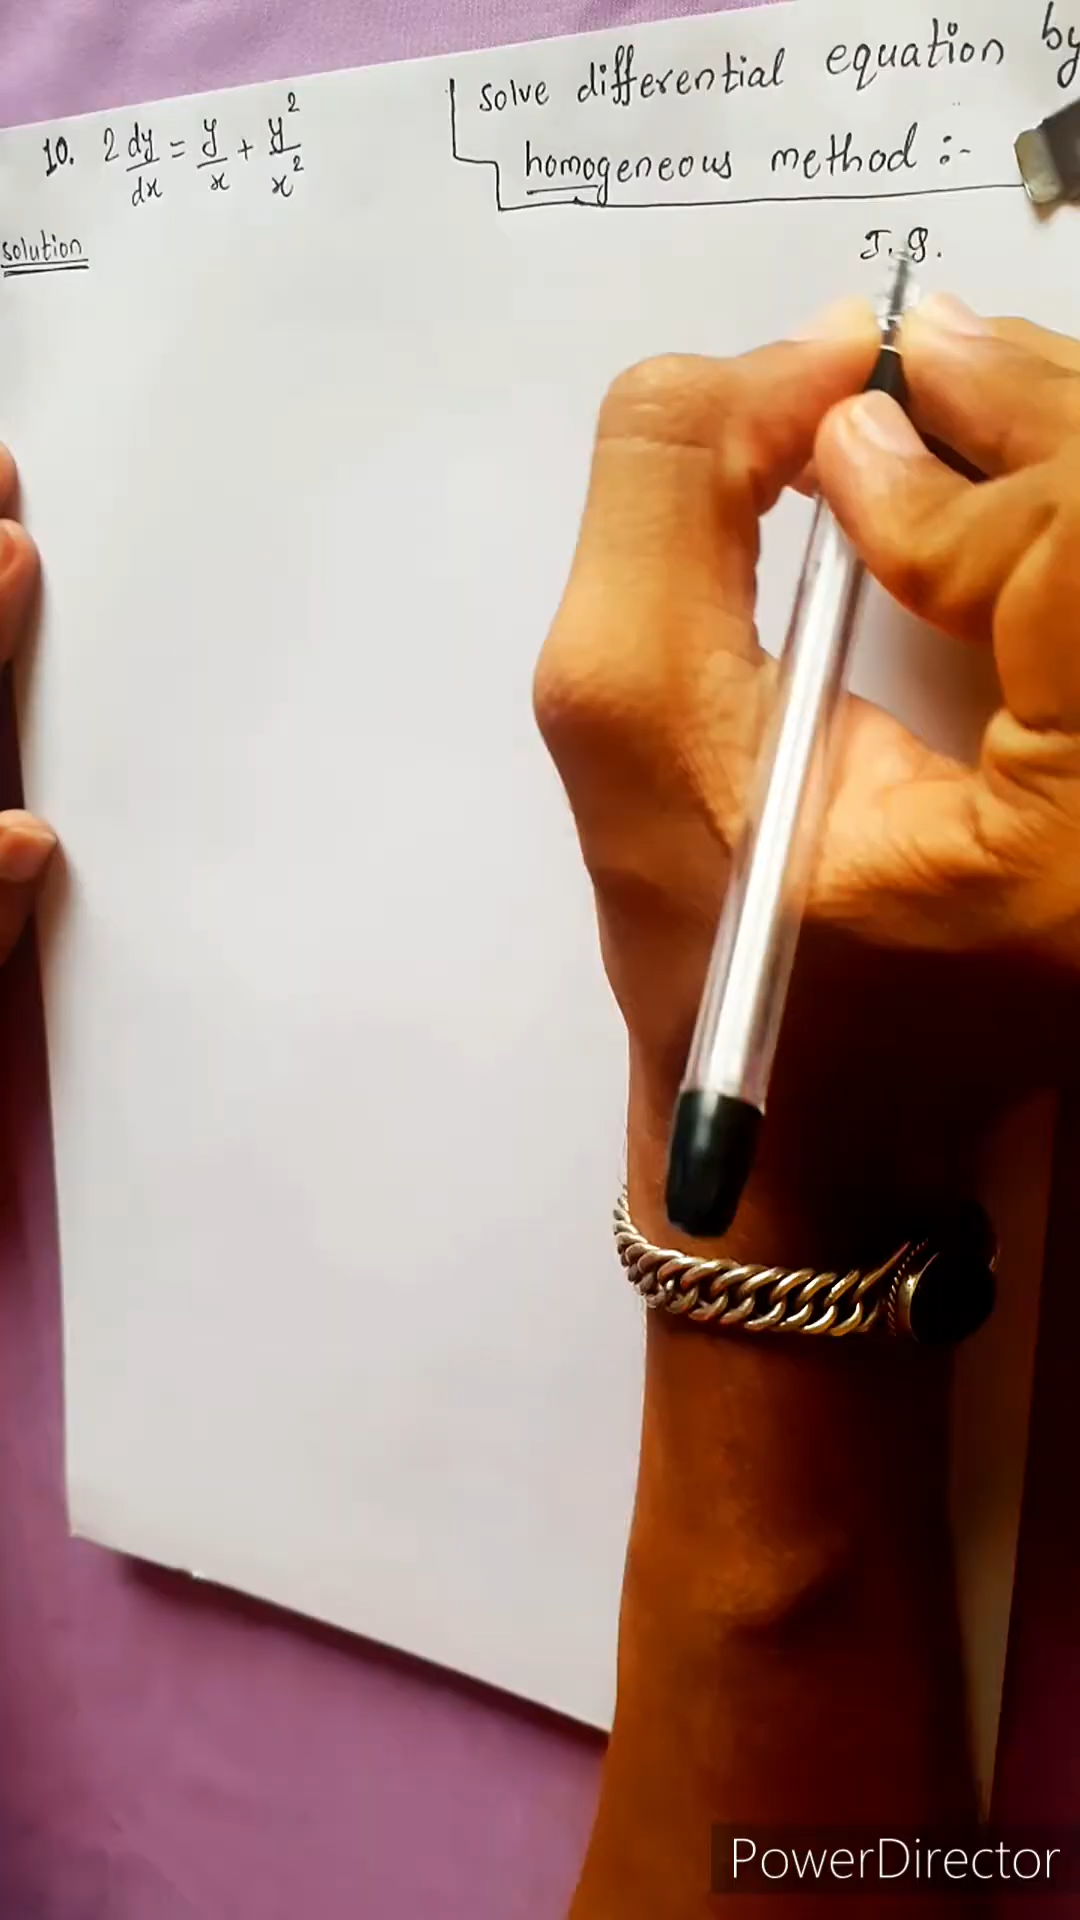 10. 2 dy/dx = y/x + y²/x²
solve differential equation by
homogeneous method :-
solution
PowerDirector